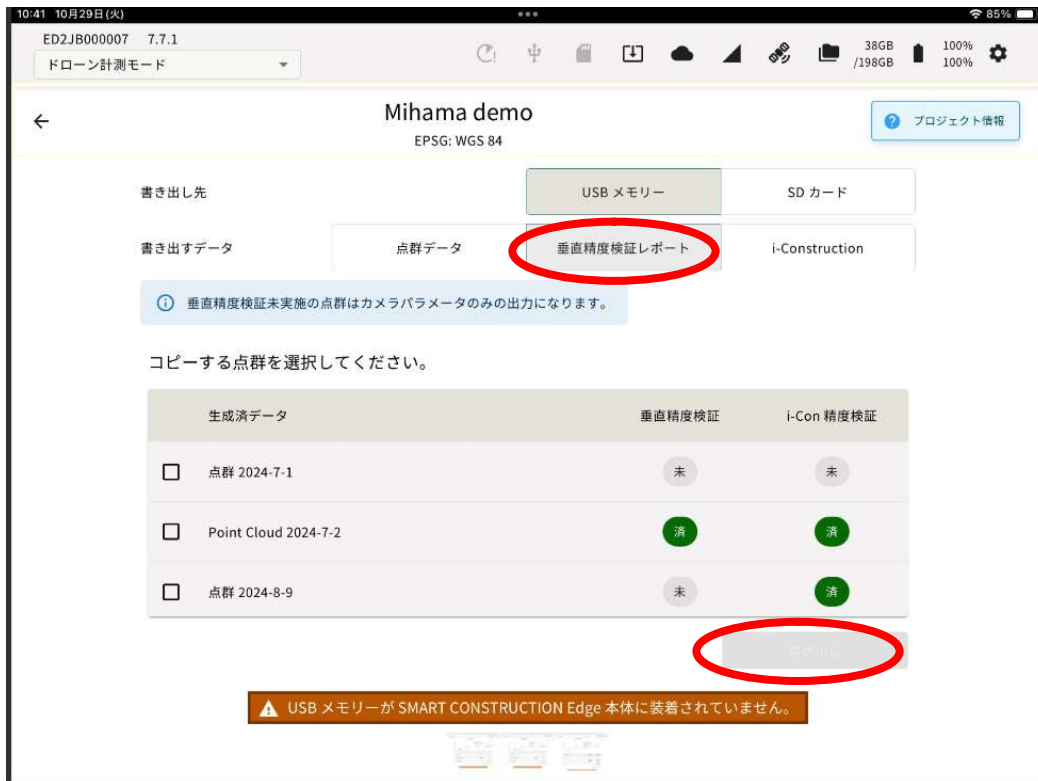 10:41 10月29日(火) 85%
ED2JB000007 7.7.1
ドローン計測モード
38GB
/198GB
100%
100%
Mihama demo
EPSG: WGS 84
プロジェクト情報
書き出し先 USB メモリー SD カード
書き出すデータ 点群データ 垂直精度検証レポート i-Construction
垂直精度検証未実施の点群はカメラパラメータのみの出力になります。
コピーする点群を選択してください。
生成済データ 垂直精度検証 i-Con 精度検証
点群 2024-7-1 未 未
Point Cloud 2024-7-2 済 済
点群 2024-8-9 未 済
書き出し
USB メモリーが SMART CONSTRUCTION Edge 本体に装着されていません。